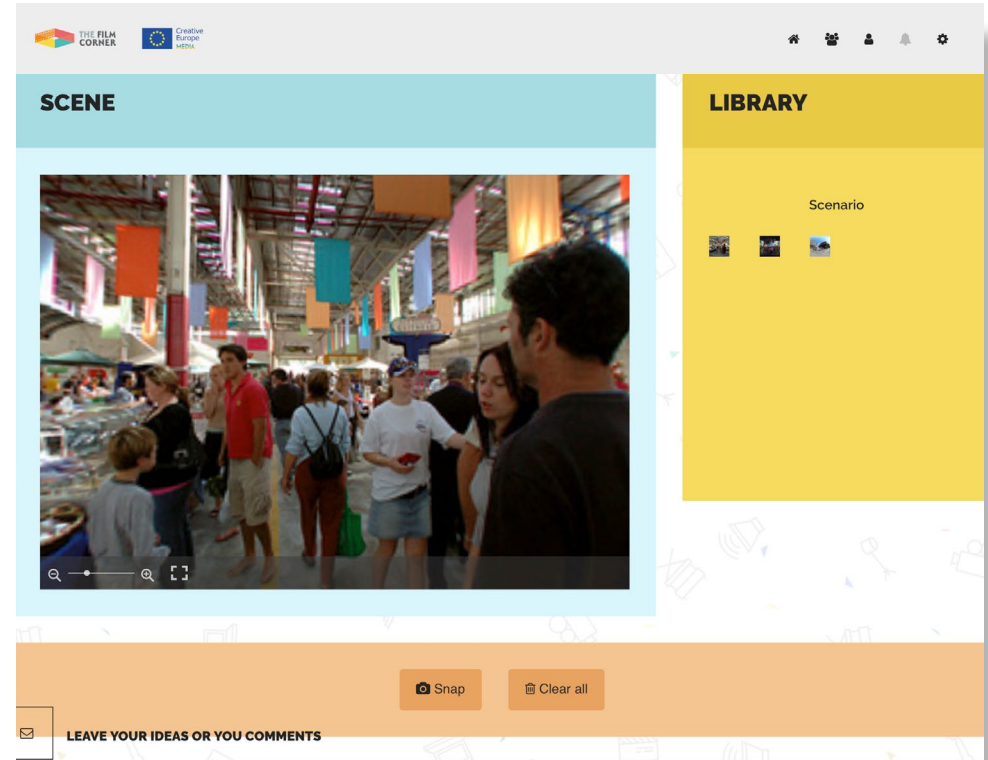 THE FILM
CORNER
Creative
Europe
MEDIA
SCENE
LIBRARY
Scenario
Snap
Clear all
LEAVE YOUR IDEAS OR YOU COMMENTS